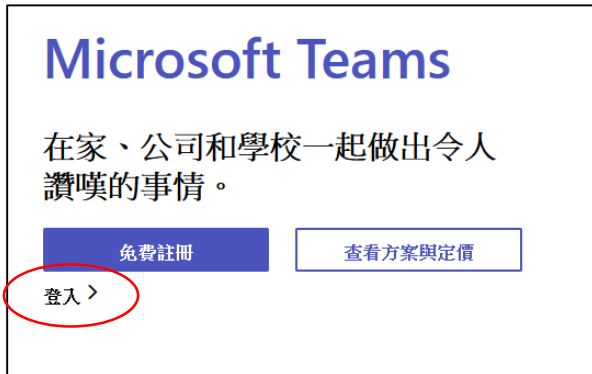 Microsoft Teams
在家、公司和學校一起做出令人
讚嘆的事情。
免費註冊
查看方案與定價
登入 >